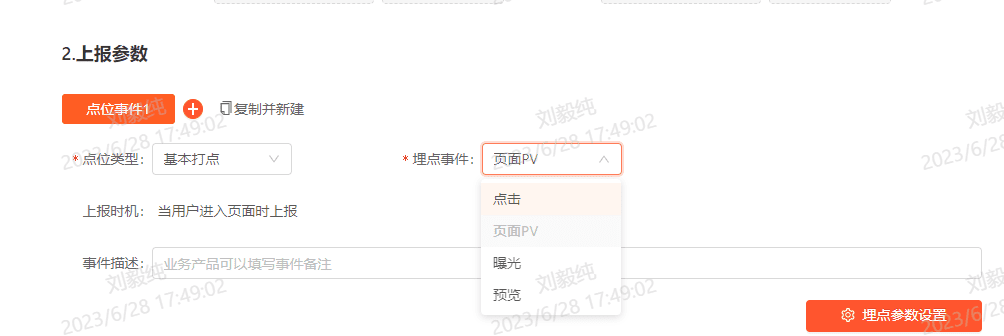 2.上报参数
点位事件1
复制并新建
* 点位类型： 基本打点
* 埋点事件： 页面PV
点击
上报时机： 当用户进入页面时上报
页面PV
事件描述： 业务产品可以填写事件备注
曝光
预览
埋点参数设置
刘毅纯
2023/6/28 17:49:02
刘毅纯
2023/6/28 17:49:02
刘毅纯
2023/6/28 17:49:02
刘毅纯
2023/6/28 17:49:02
刘毅纯
2023/6/28 17:49:02
刘毅纯